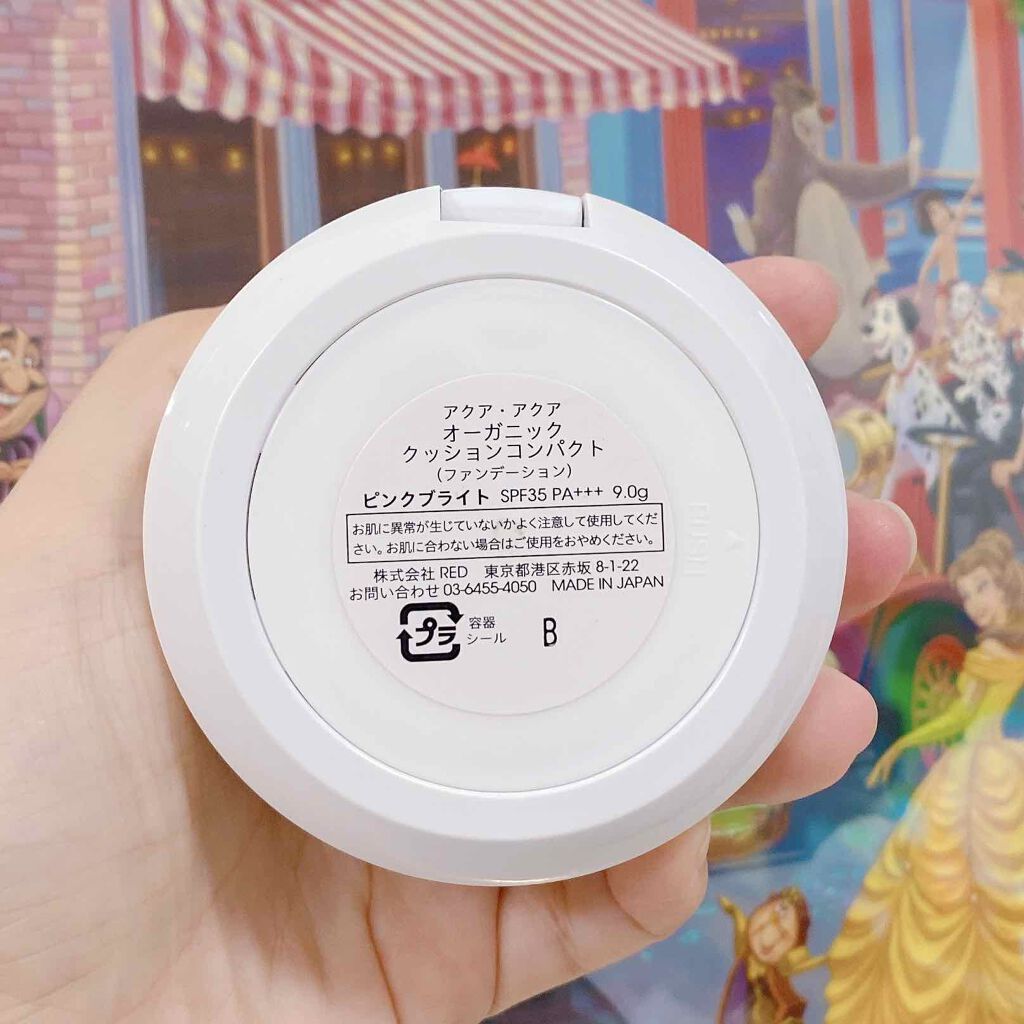 アクア・アクア
オーガニック
クッションコンパクト
(ファンデーション)
ピンクブライト SPF35 PA+++ 9.0g
お肌に異常が生じていないかよく注意して使用してくだ
さい。お肌に合わない場合はご使用をおやめください。
株式会社 RED 東京都港区赤坂 8-1-22
お問い合わせ 03-6455-4050 MADE IN JAPAN
プラ 容器
シール
B
PUSH